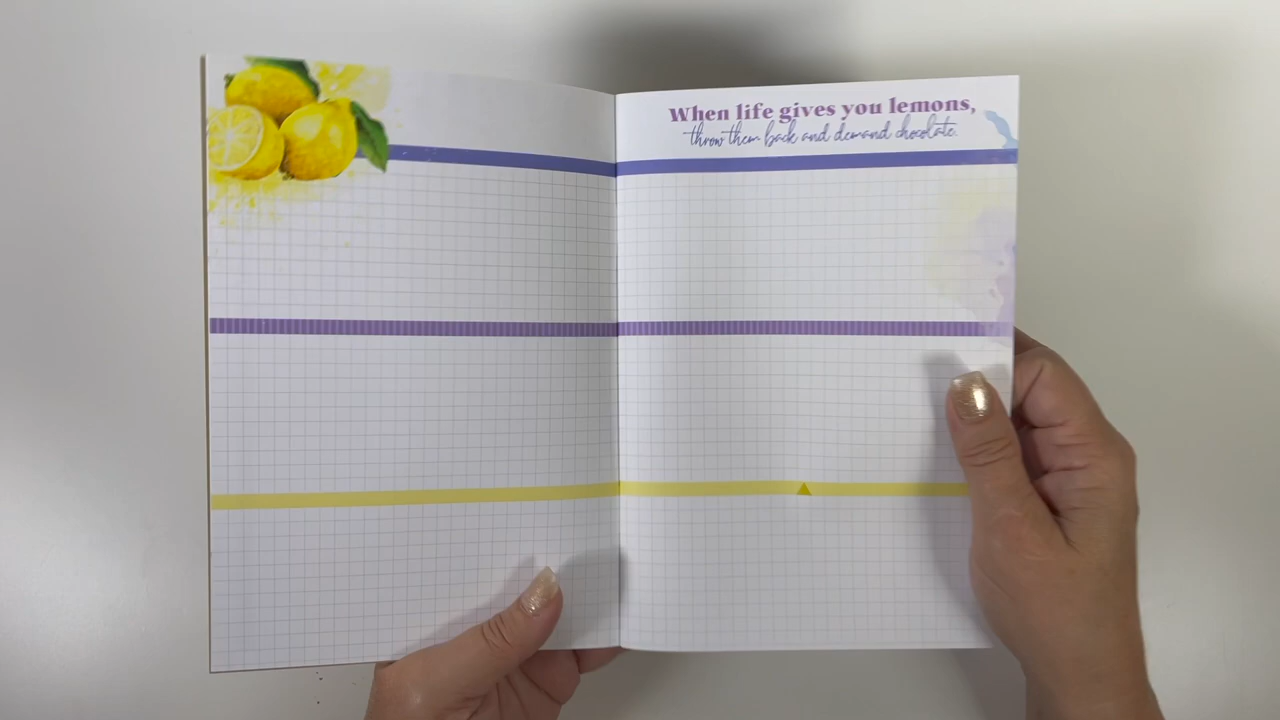 When life gives you lemons,
throw them back and demand chocolate.